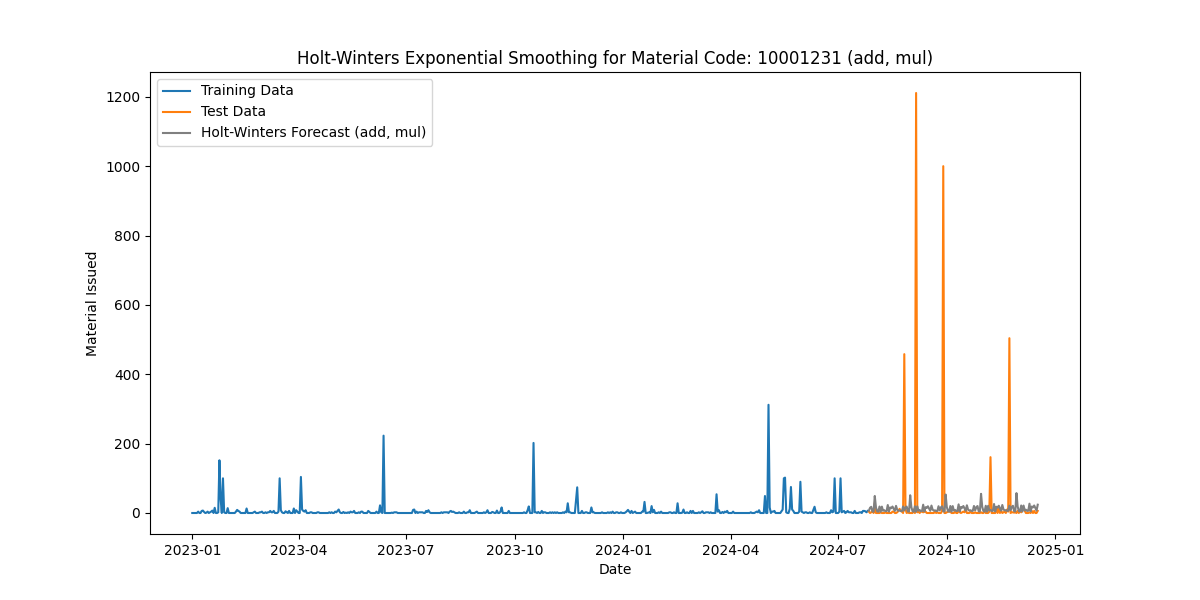 Holt-Winters Exponential Smoothing for Material Code: 10001231 (add, mul)
Training Data
Test Data
Holt-Winters Forecast (add, mul)
Material Issued
1200
1000
800
600
400
200
0
2023-01 2023-04 2023-07 2023-10 2024-01 2024-04 2024-07 2024-10 2025-01
Date